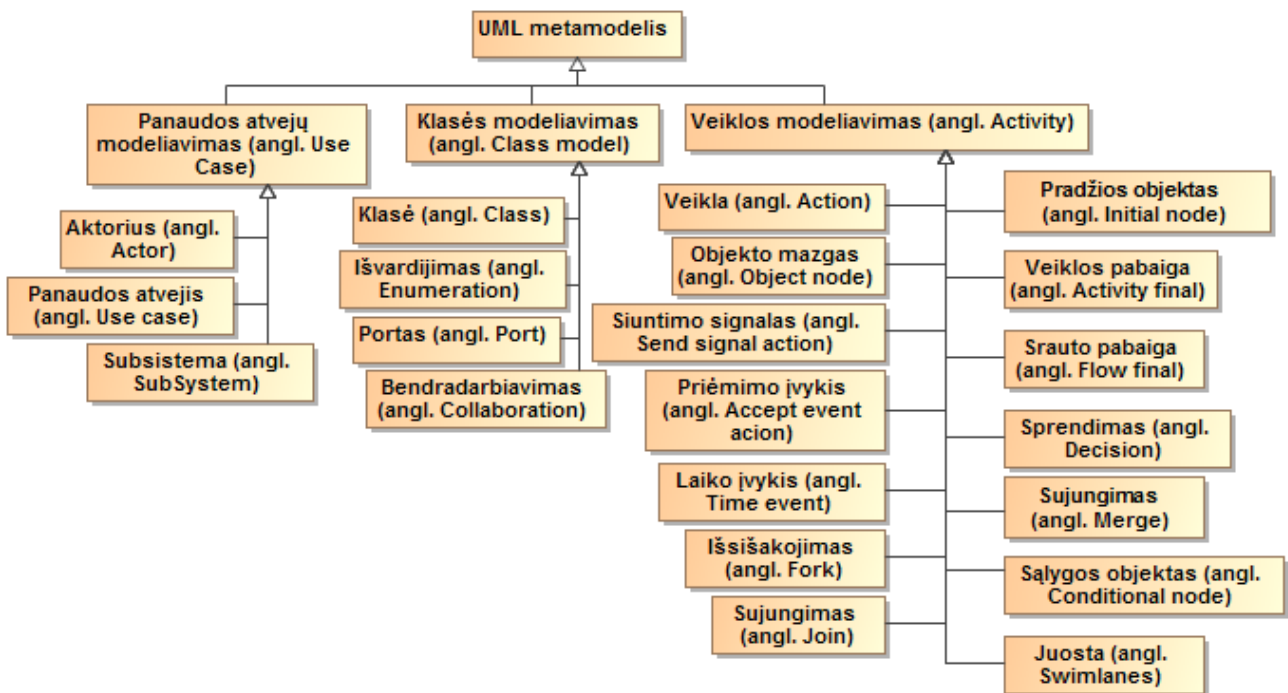 UML metamodelis
Panaudos atvejų
modeliavimas (angl. Use
Case)
Klasės modeliavimas
(angl. Class model)
Veiklos modeliavimas (angl. Activity)
Aktorius (angl.
Actor)
Panaudos atvejis
(angl. Use case)
Subsistema (angl.
SubSystem)
Klasė (angl. Class)
Išvardijimas (angl.
Enumeration)
Portas (angl. Port)
Bendradarbiavimas
(angl. Collaboration)
Veikla (angl. Action)
Objekto mazgas
(angl. Object node)
Siuntimo signalas (angl.
Send signal action)
Priėmimo įvykis
(angl. Accept event
acion)
Laiko įvykis (angl.
Time event)
Išsišakojimas
(angl. Fork)
Sujungimas
(angl. Join)
Pradžios objektas
(angl. Initial node)
Veiklos pabaiga
(angl. Activity final)
Srauto pabaiga
(angl. Flow final)
Sprendimas (angl.
Decision)
Sujungimas
(angl. Merge)
Sąlygos objektas (angl.
Conditional node)
Juosta (angl.
Swimlanes)